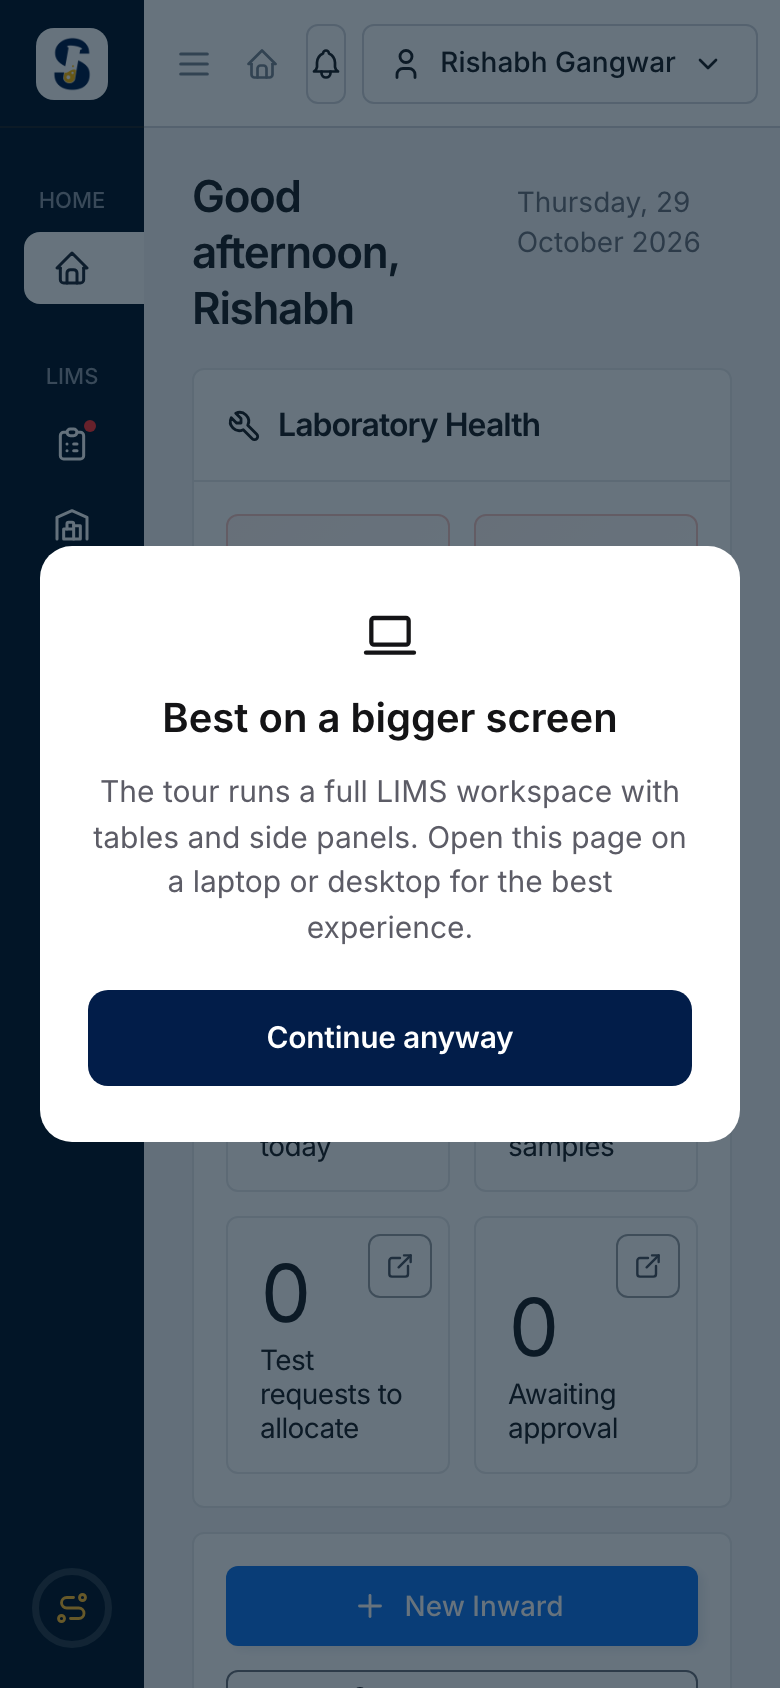 Rishabh Gangwar
HOME
LIMS
Good
afternoon,
Rishabh
Thursday, 29
October 2026
Laboratory Health
Best on a bigger screen
The tour runs a full LIMS workspace with
tables and side panels. Open this page on
a laptop or desktop for the best
experience.
Continue anyway
today
samples
0
Test
requests to
allocate
0
Awaiting
approval
New Inward